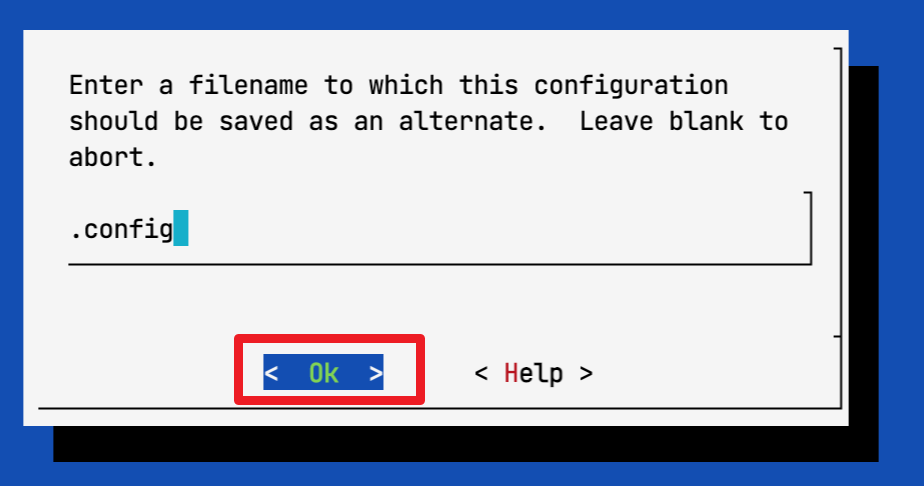 Enter a filename to which this configuration
should be saved as an alternate.  Leave blank to
abort.
.config
<  Ok  >
< Help >